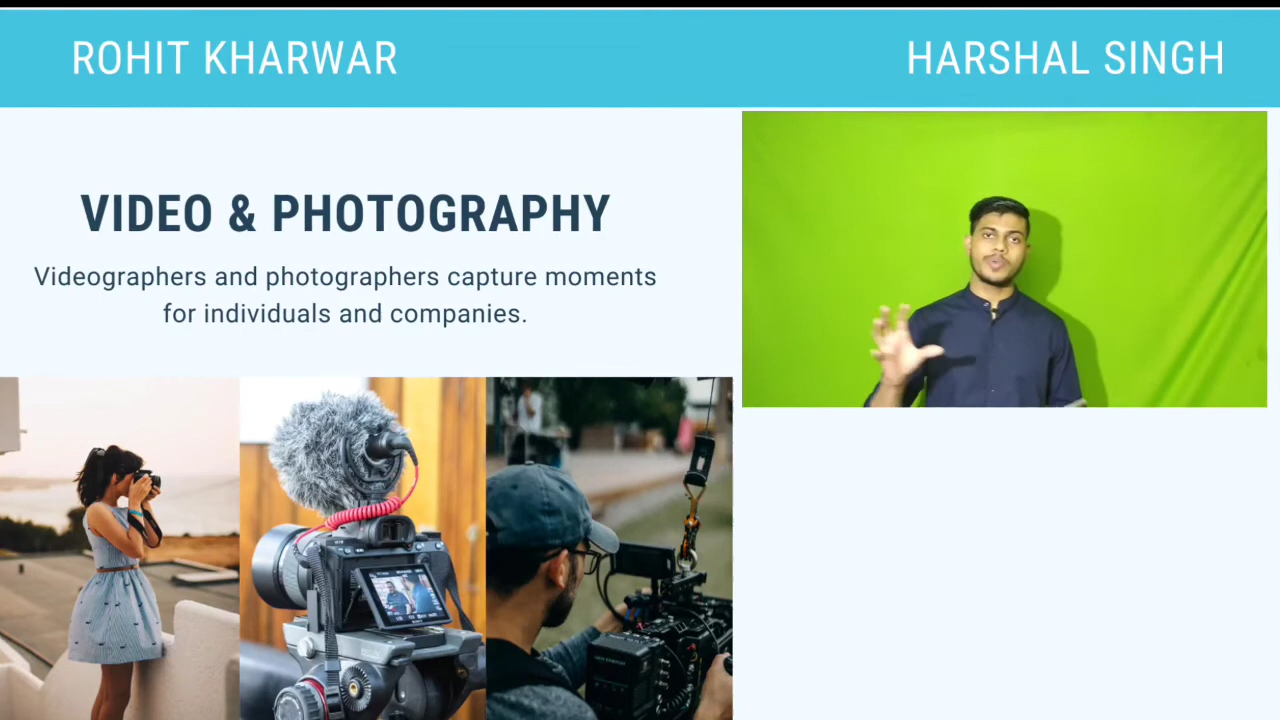 ROHIT KHARWAR
HARSHAL SINGH
VIDEO & PHOTOGRAPHY
Videographers and photographers capture moments
for individuals and companies.